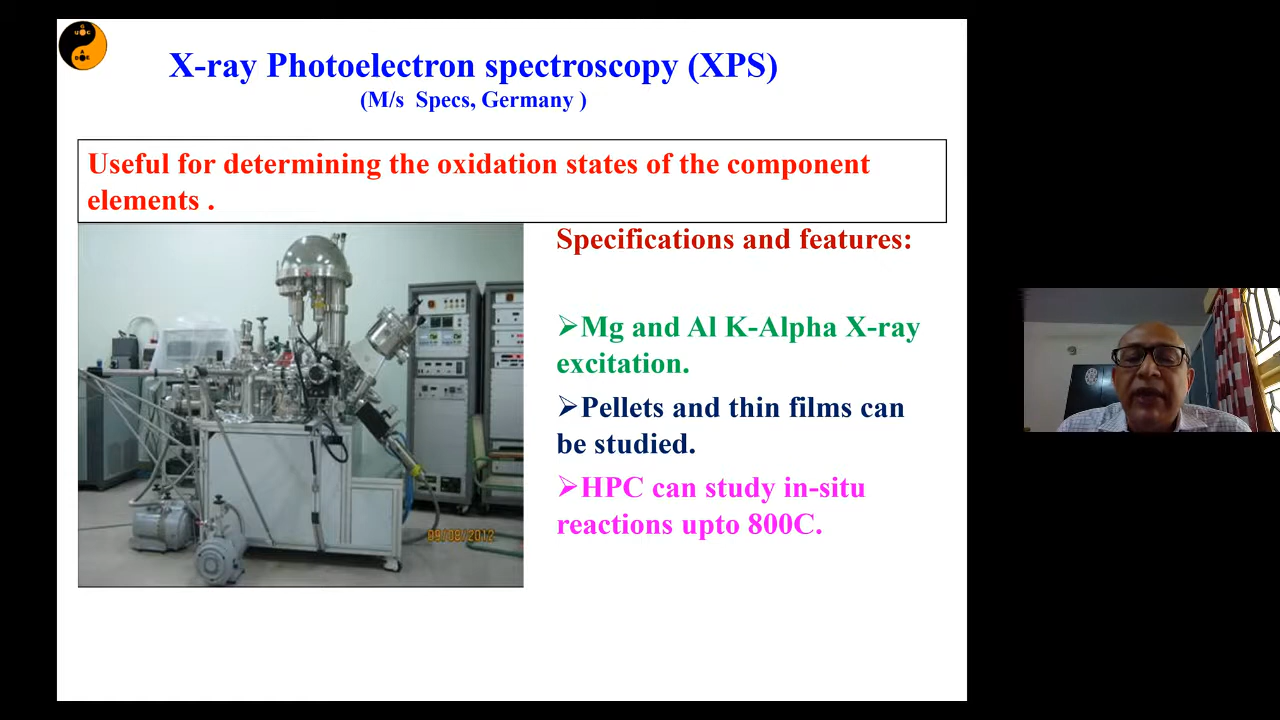 X-ray Photoelectron spectroscopy (XPS)
(M/s Specs, Germany )
Useful for determining the oxidation states of the component
elements .
Specifications and features:
➢Mg and Al K-Alpha X-ray
excitation.
➢Pellets and thin films can
be studied.
➢HPC can study in-situ
reactions upto 800C.
09/08/2012